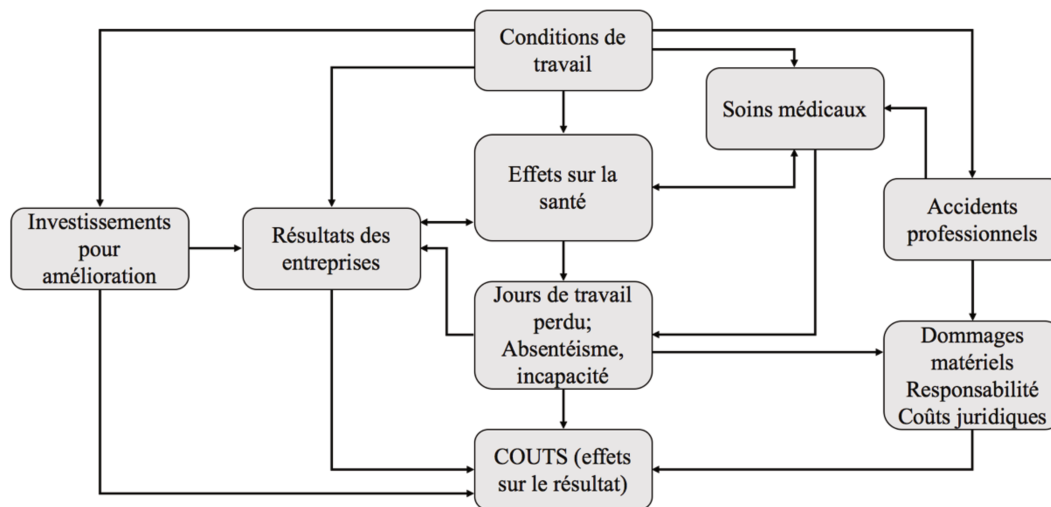 Conditions de
travail
Soins médicaux
Effets sur la
santé
Accidents
professionnels
Investissements
pour
amélioration
Résultats des
entreprises
Jours de travail
perdu;
Absentéisme,
incapacité
Dommages
matériels
Responsabilité
Coûts juridiques
COUTS (effets
sur le résultat)